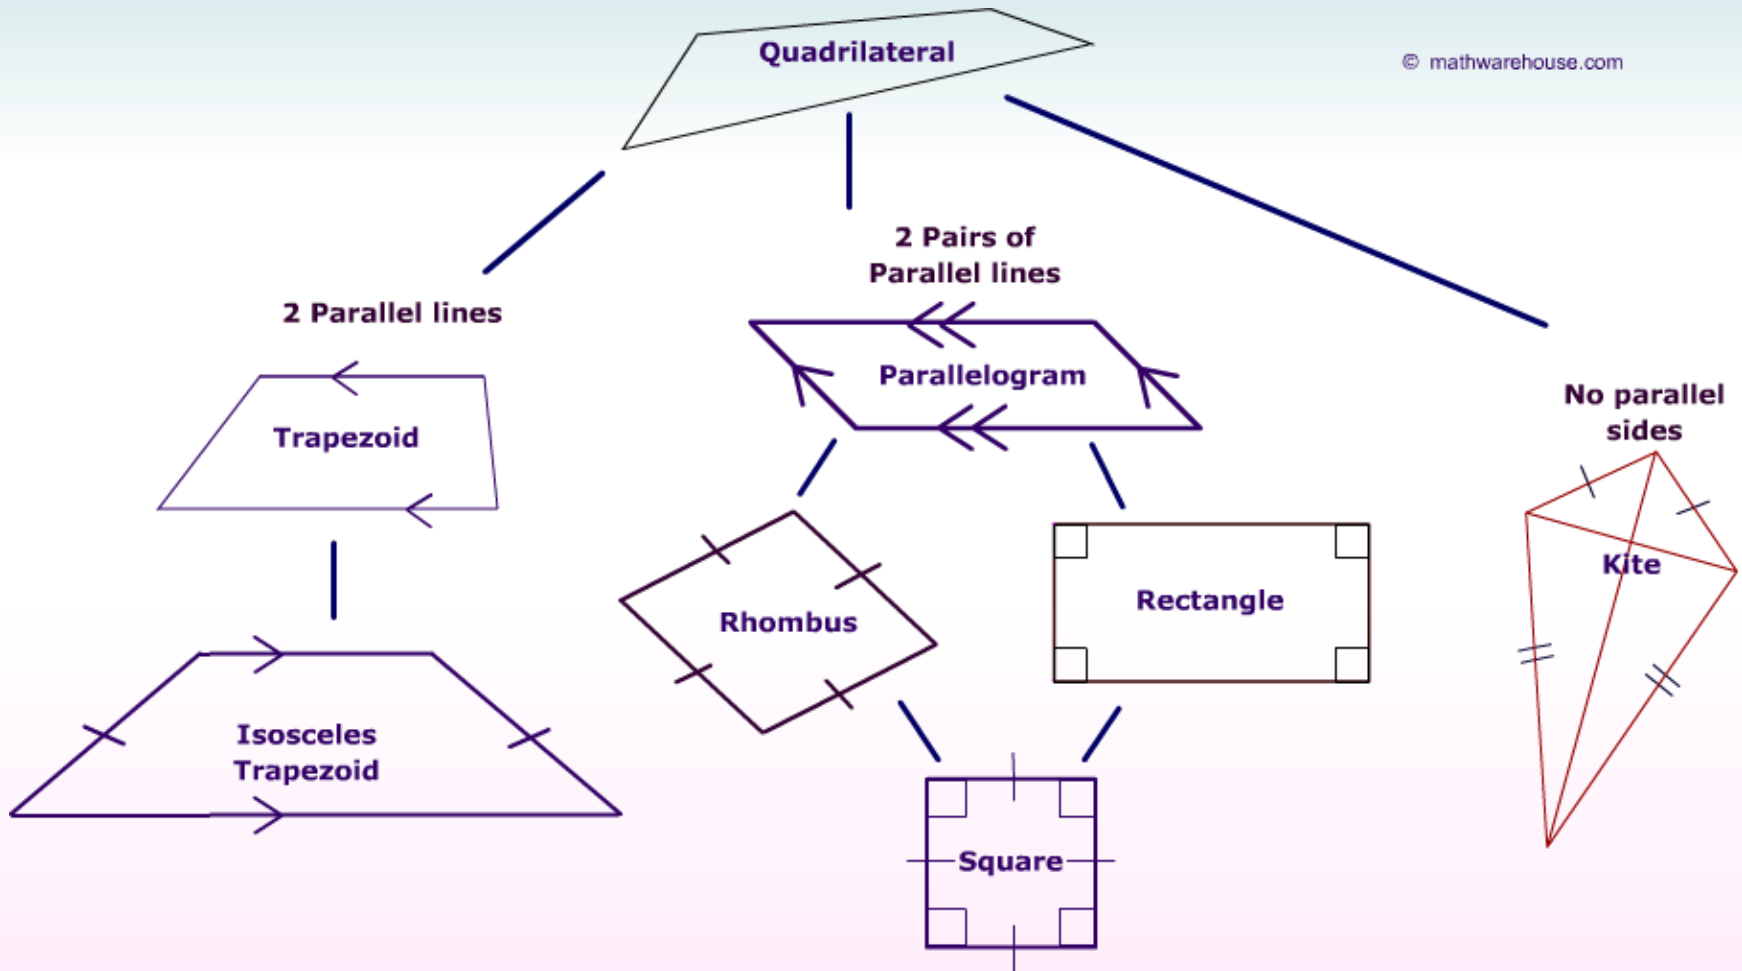 Quadrilateral
© mathwarehouse.com
2 Pairs of
Parallel lines
2 Parallel lines
Parallelogram
No parallel
sides
Trapezoid
Kite
Rectangle
Rhombus
Isosceles
Trapezoid
Square